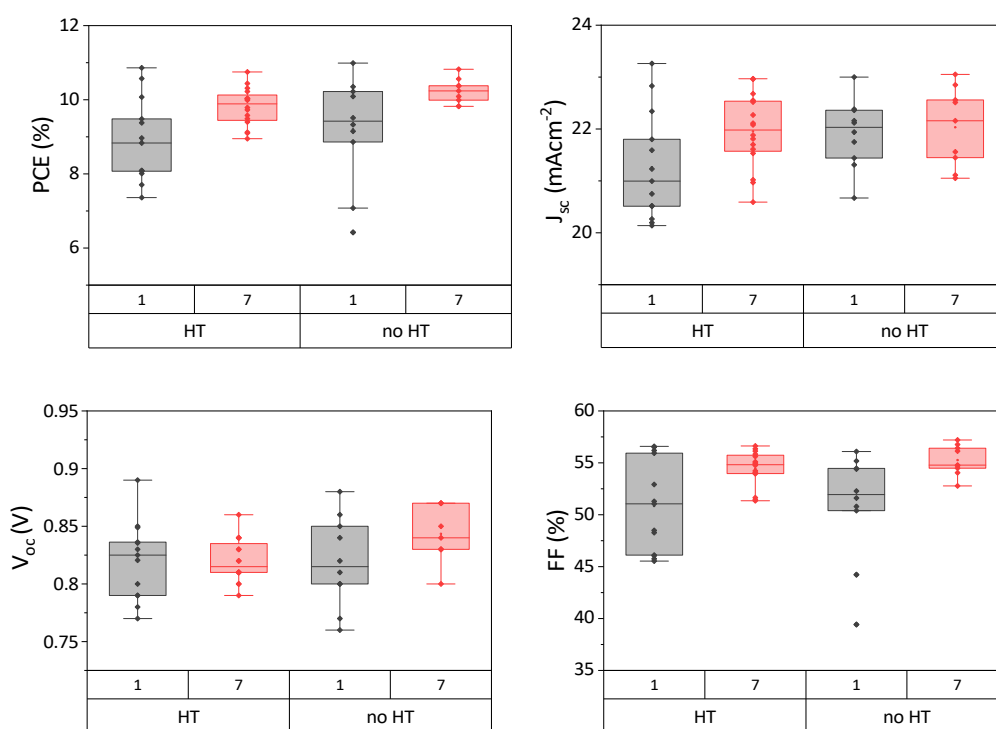 12
10
8
6
PCE (%)
1 7 1 7
HT no HT
24
22
20
J_sc (mAcm⁻²)
1 7 1 7
HT no HT
0.95
0.9
0.85
0.8
0.75
V_oc (V)
1 7 1 7
HT no HT
60
55
50
45
40
35
FF (%)
1 7 1 7
HT no HT